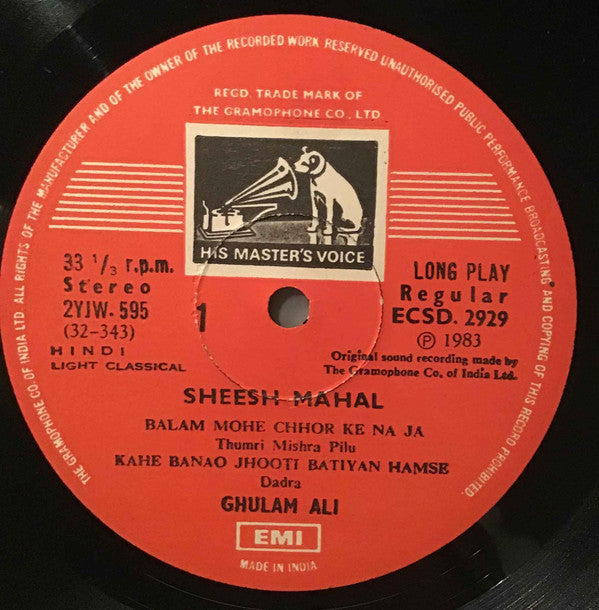 THE GRAMOPHONE CO. OF INDIA LTD. ALL RIGHTS OF THE MANUFACTURER AND OF THE OWNER OF THE RECORDED WORK RESERVED UNAUTHORISED PUBLIC PERFORMANCE BROADCASTING AND COPYING OF THIS RECORD PROHIBITED.
REGD. TRADE MARK OF
THE GRAMOPHONE CO. LTD
HIS MASTER'S VOICE
33 1/3 r.p.m.
Stereo
2YJW. 595
(32-343)
HINDI
LIGHT CLASSICAL
1
LONG PLAY
Regular
ECSD. 2929
℗ 1983
Original sound recording made by
The Gramophone Co. of India Ltd.
SHEESH MAHAL
BALAM MOHE CHHOR KE NA JA
Thumri Mishra Pilu
KAHE BANAO JHOOTI BATIYAN HAMSE
Dadra
GHULAM ALI
EMI
MADE IN INDIA